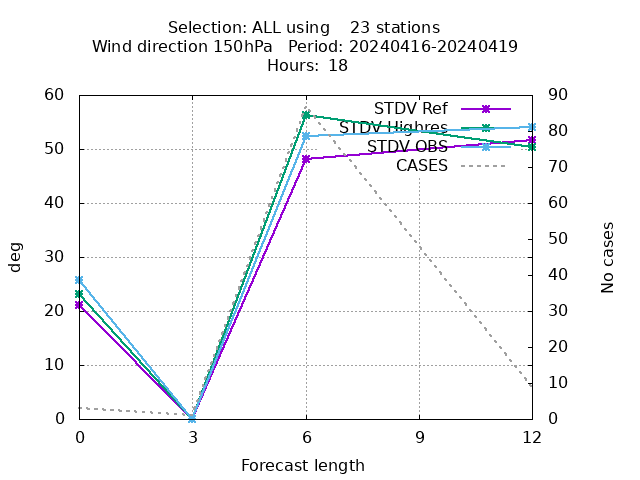 Selection: ALL using    23 stations
Wind direction 150hPa   Period: 20240416-20240419
Hours: 18
STDV Ref
STDV Highres
STDV OBS
CASES
60
50
40
30
20
10
0
deg
90
80
70
60
50
40
30
20
10
0
No cases
0 3 6 9 12
Forecast length